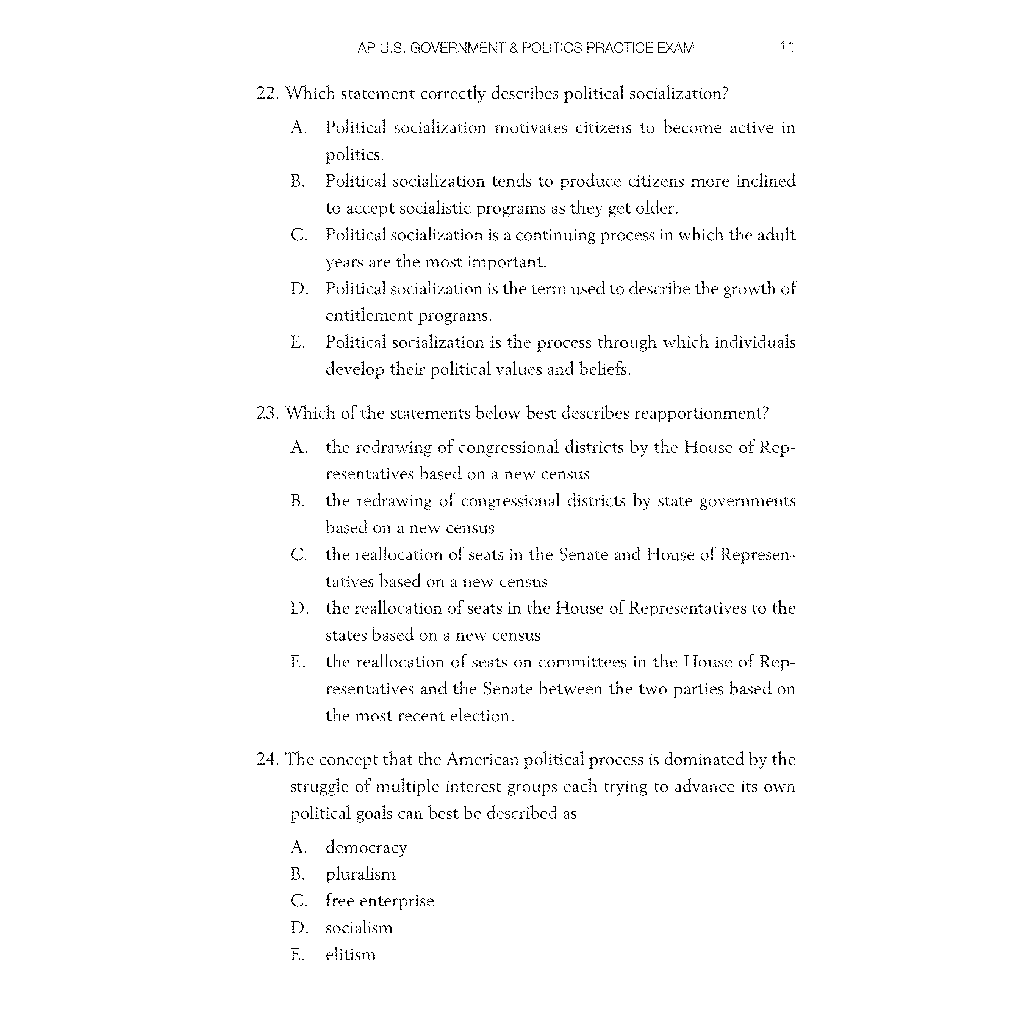 AP U.S. GOVERNMENT & POLITICS PRACTICE EXAM 11
22. Which statement correctly describes political socialization?
A. Political socialization motivates citizens to become active in
politics.
B. Political socialization tends to produce citizens more inclined
to accept socialistic programs as they get older.
C. Political socialization is a continuing process in which the adult
years are the most important.
D. Political socialization is the term used to describe the growth of
entitlement programs.
E. Political socialization is the process through which individuals
develop their political values and beliefs.
23. Which of the statements below best describes reapportionment?
A. the redrawing of congressional districts by the House of Rep-
resentatives based on a new census
B. the redrawing of congressional districts by state governments
based on a new census
C. the reallocation of seats in the Senate and House of Represen-
tatives based on a new census
D. the reallocation of seats in the House of Representatives to the
states based on a new census
E. the reallocation of seats on committees in the House of Rep-
resentatives and the Senate between the two parties based on
the most recent election.
24. The concept that the American political process is dominated by the
struggle of multiple interest groups each trying to advance its own
political goals can best be described as
A. democracy
B. pluralism
C. free enterprise
D. socialism
E. elitism